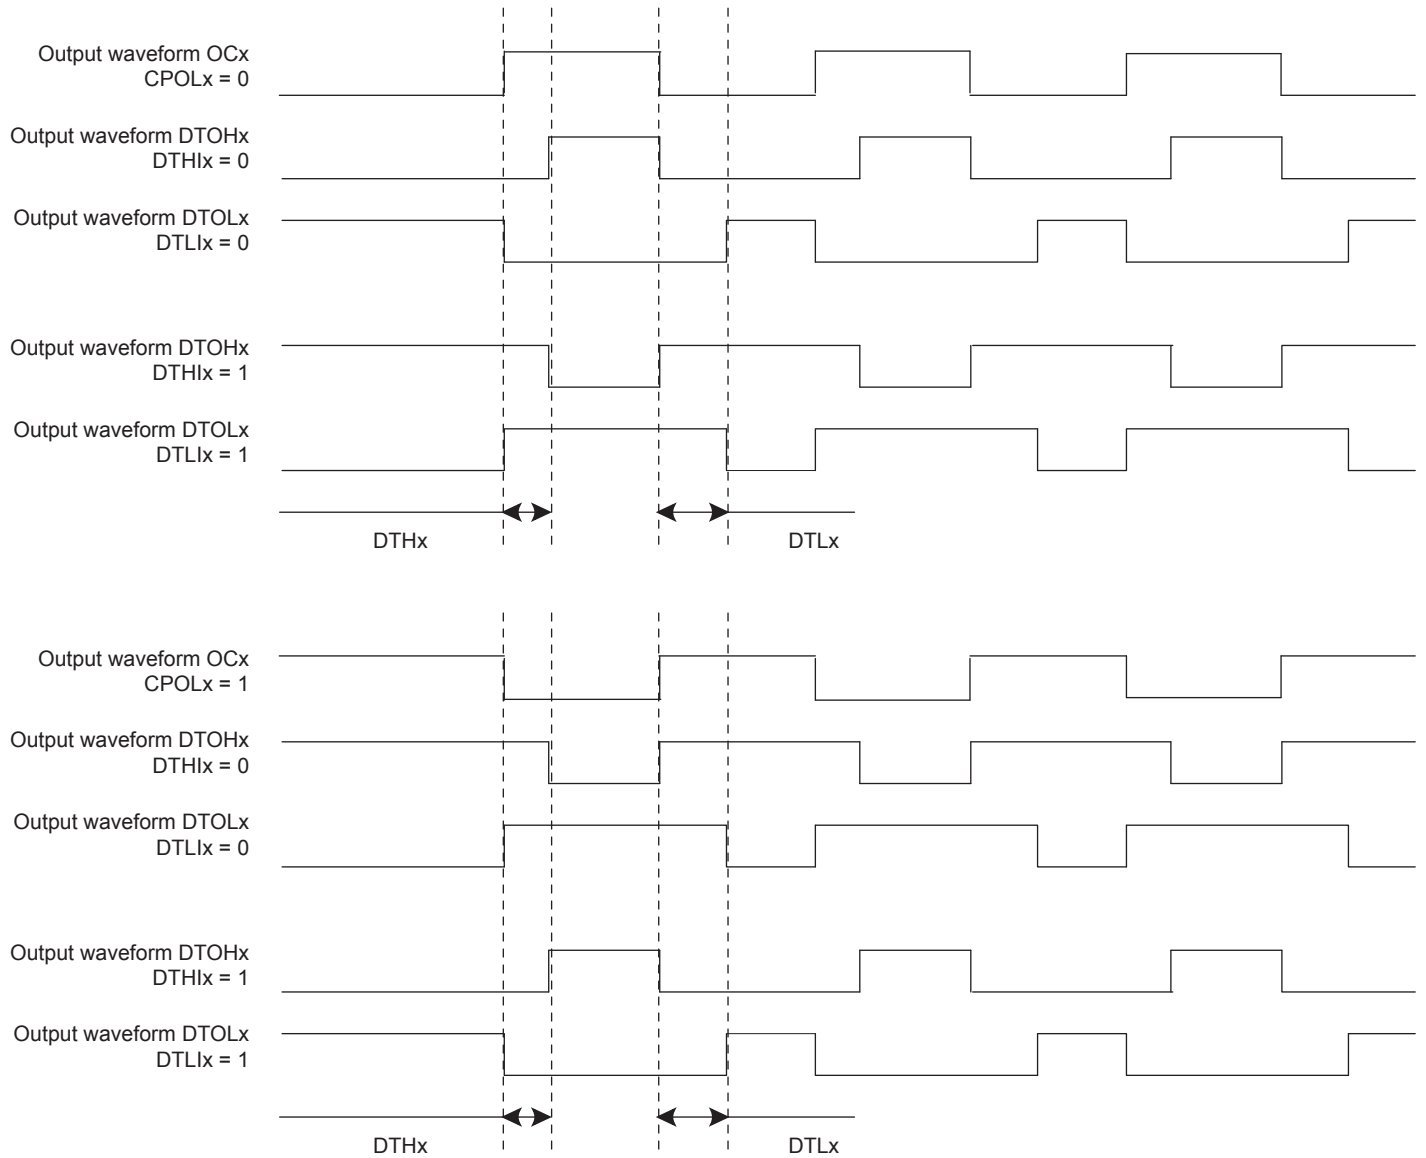 Output waveform OCx
CPOLx = 0
Output waveform DTOHx
DTHIx = 0
Output waveform DTOLx
DTLIx = 0
Output waveform DTOHx
DTHIx = 1
Output waveform DTOLx
DTLIx = 1
DTHx
DTLx
Output waveform OCx
CPOLx = 1
Output waveform DTOHx
DTHIx = 0
Output waveform DTOLx
DTLIx = 0
Output waveform DTOHx
DTHIx = 1
Output waveform DTOLx
DTLIx = 1
DTHx
DTLx